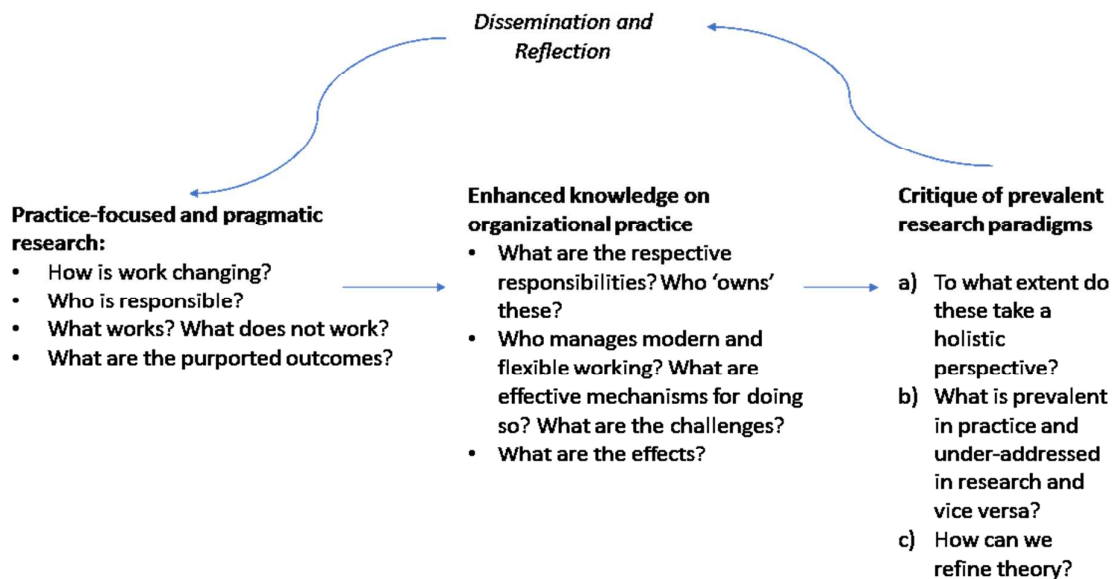 Dissemination and
Reflection
Practice-focused and pragmatic
research:
• How is work changing?
• Who is responsible?
• What works? What does not work?
• What are the purported outcomes?
Enhanced knowledge on
organizational practice
• What are the respective
responsibilities? Who ‘owns’
these?
• Who manages modern and
flexible working? What are
effective mechanisms for doing
so? What are the challenges?
• What are the effects?
Critique of prevalent
research paradigms
a) To what extent do
these take a
holistic
perspective?
b) What is prevalent
in practice and
under-addressed
in research and
vice versa?
c) How can we
refine theory?